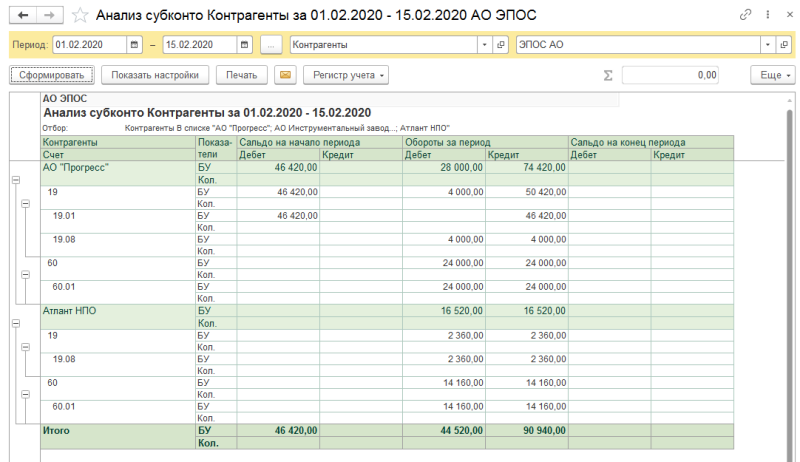 Анализ субконто Контрагенты за 01.02.2020 - 15.02.2020 АО ЭПОС
Период: 01.02.2020 – 15.02.2020 ... Контрагенты ЭПОС АО
Сформировать Показать настройки Печать Регистр учета Σ 0,00 Еще
АО ЭПОС
Анализ субконто Контрагенты за 01.02.2020 - 15.02.2020
Отбор: Контрагенты В списке "АО "Прогресс"; АО Инструментальный завод...; Атлант НПО"
Контрагенты Показа- Сальдо на начало периода Обороты за период Сальдо на конец периода
Счет тели Дебет Кредит Дебет Кредит Дебет Кредит
АО "Прогресс" БУ 46 420,00 28 000,00 74 420,00
Кол.
19 БУ 46 420,00 4 000,00 50 420,00
Кол.
19.01 БУ 46 420,00 46 420,00
Кол.
19.08 БУ 4 000,00 4 000,00
Кол.
60 БУ 24 000,00 24 000,00
Кол.
60.01 БУ 24 000,00 24 000,00
Кол.
Атлант НПО БУ 16 520,00 16 520,00
Кол.
19 БУ 2 360,00 2 360,00
Кол.
19.08 БУ 2 360,00 2 360,00
Кол.
60 БУ 14 160,00 14 160,00
Кол.
60.01 БУ 14 160,00 14 160,00
Кол.
Итого БУ 46 420,00 44 520,00 90 940,00
Кол.